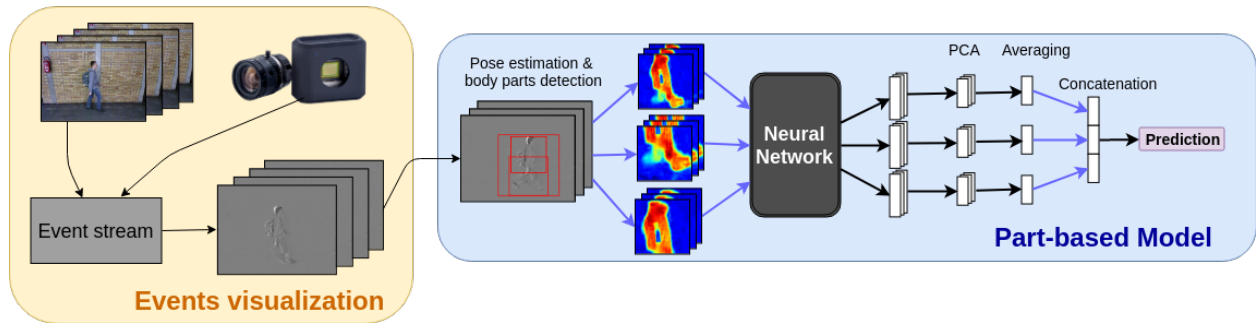 Event stream
Events visualization
Pose estimation &
body parts detection
Neural
Network
PCA
Averaging
Concatenation
Prediction
Part-based Model